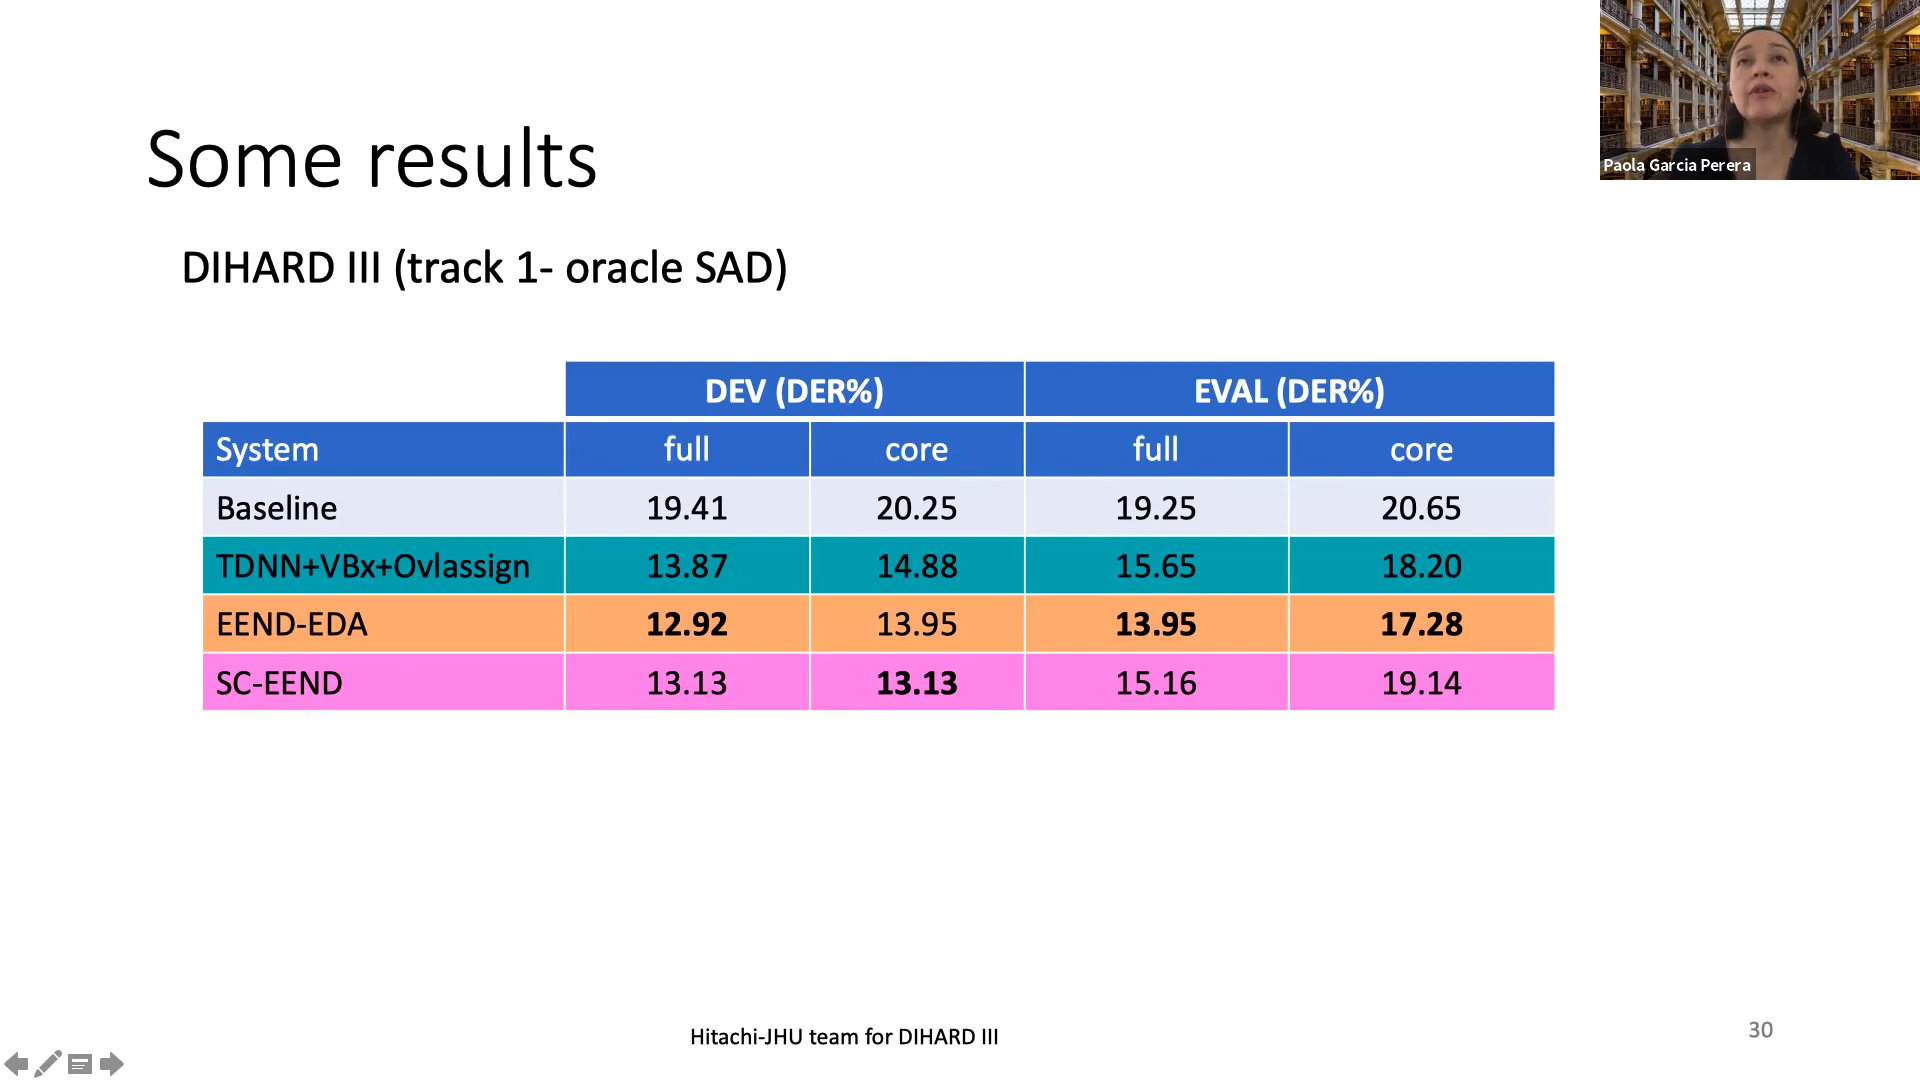 Paola Garcia Perera
Some results
DIHARD III (track 1- oracle SAD)
DEV (DER%) EVAL (DER%)
System full core full core
Baseline 19.41 20.25 19.25 20.65
TDNN+VBx+Ovlassign 13.87 14.88 15.65 18.20
EEND-EDA 12.92 13.95 13.95 17.28
SC-EEND 13.13 13.13 15.16 19.14
Hitachi-JHU team for DIHARD III
30